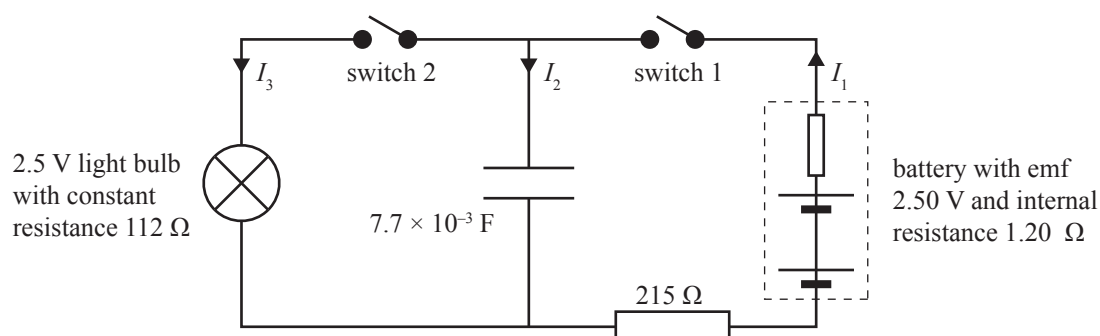 switch 2
switch 1
I₃
I₂
I₁
2.5 V light bulb
with constant
resistance 112 Ω
7.7 × 10⁻³ F
battery with emf
2.50 V and internal
resistance 1.20 Ω
215 Ω